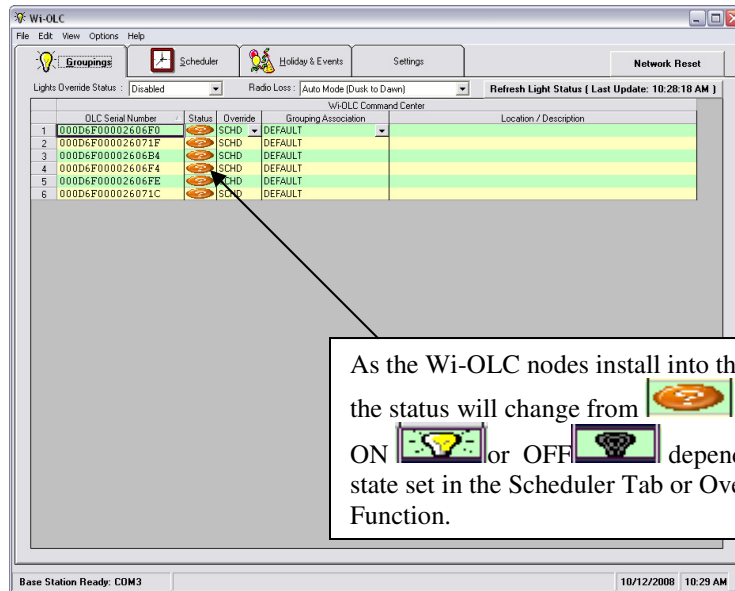 Wi-OLC
File Edit View Options Help
Groupings Scheduler Holiday & Events Settings Network Reset
Lights Override Status : Disabled Radio Loss : Auto Mode (Dusk to Dawn) Refresh Light Status ( Last Update: 10:28:18 AM )
Wi-OLC Command Center
OLC Serial Number Status Override Grouping Association Location / Description
1 000D6F00002606F0 SCHD DEFAULT
2 000D6F000026071F SCHD DEFAULT
3 000D6F00002606B4 SCHD DEFAULT
4 000D6F00002606F4 SCHD DEFAULT
5 000D6F00002606FE SCHD DEFAULT
6 000D6F000026071C SCHD DEFAULT
As the Wi-OLC nodes install into th
the status will change from
ON or OFF depend
state set in the Scheduler Tab or Ove
Function.
Base Station Ready: COM3 10/12/2008 10:29 AM